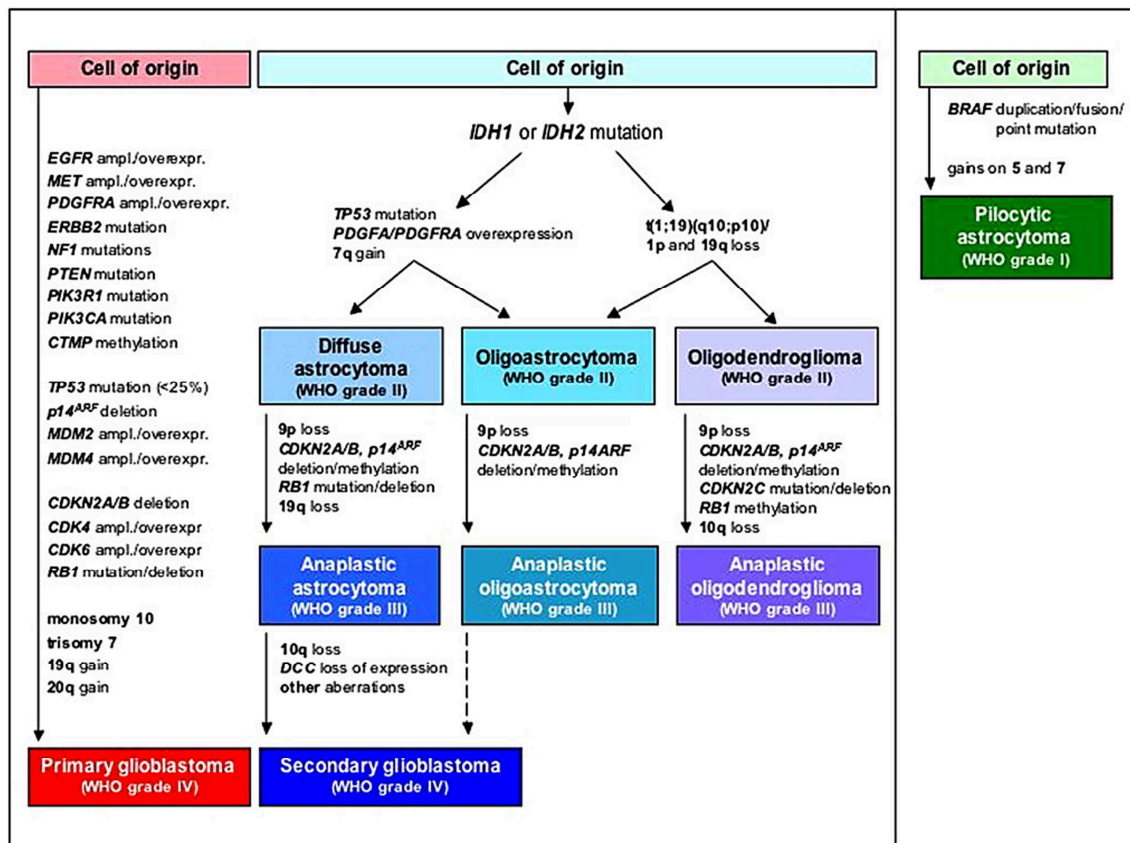 Cell of origin
EGFR ampl./overexpr.
MET ampl./overexpr.
PDGFRA ampl./overexpr.
ERBB2 mutation
NF1 mutations
PTEN mutation
PIK3R1 mutation
PIK3CA mutation
CTMP methylation
TP53 mutation (<25%)
p14ARF deletion
MDM2 ampl./overexpr.
MDM4 ampl./overexpr.
CDKN2A/B deletion
CDK4 ampl./overexpr
CDK6 ampl./overexpr
RB1 mutation/deletion
monosomy 10
trisomy 7
19q gain
20q gain
Primary glioblastoma
(WHO grade IV)
Cell of origin
IDH1 or IDH2 mutation
TP53 mutation
PDGFA/PDGFRA overexpression
7q gain
t(1;19)(q10;p10)/
1p and 19q loss
Diffuse
astrocytoma
(WHO grade II)
Oligoastrocytoma
(WHO grade II)
Oligodendroglioma
(WHO grade II)
9p loss
CDKN2A/B, p14ARF
deletion/methylation
RB1 mutation/deletion
19q loss
9p loss
CDKN2A/B, p14ARF
deletion/methylation
9p loss
CDKN2A/B, p14ARF
deletion/methylation
CDKN2C mutation/deletion
RB1 methylation
10q loss
Anaplastic
astrocytoma
(WHO grade III)
Anaplastic
oligoastrocytoma
(WHO grade III)
Anaplastic
oligodendroglioma
(WHO grade III)
10q loss
DCC loss of expression
other aberrations
Secondary glioblastoma
(WHO grade IV)
Cell of origin
BRAF duplication/fusion/
point mutation
gains on 5 and 7
Pilocytic
astrocytoma
(WHO grade I)